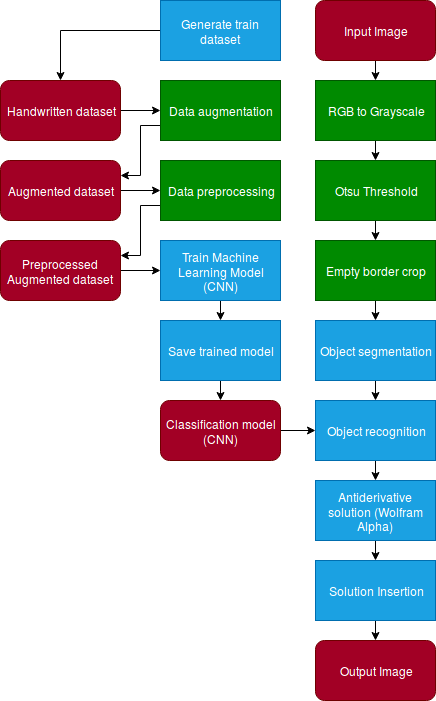 Generate train
dataset
Input Image
Handwritten dataset
Data augmentation
RGB to Grayscale
Augmented dataset
Data preprocessing
Otsu Threshold
Preprocessed
Augmented dataset
Train Machine
Learning Model
(CNN)
Empty border crop
Save trained model
Object segmentation
Classification model
(CNN)
Object recognition
Antiderivative
solution (Wolfram
Alpha)
Solution Insertion
Output Image